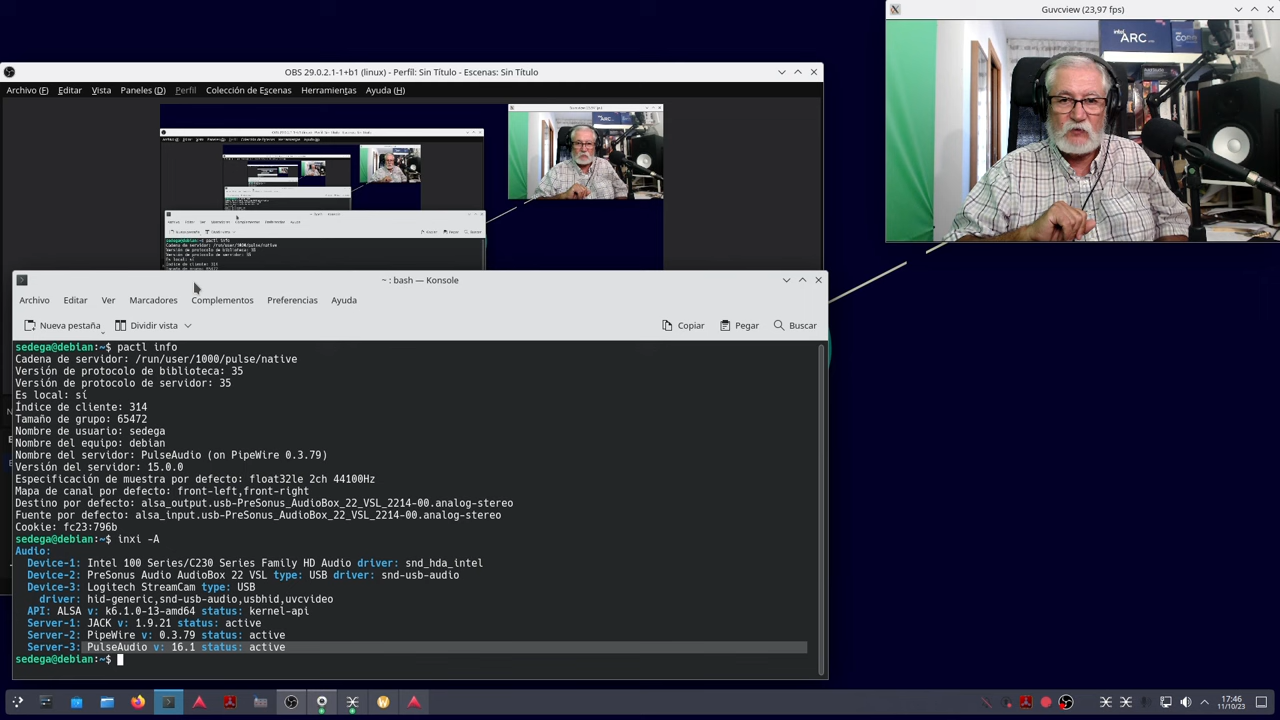 Guvcview (23,97 fps)
intel
ARC
CORE
OBS 29.0.2.1-1+b1 (linux) - Perfil: Sin Título - Escenas: Sin Título
Archivo (F) Editar Vista Paneles (D) Perfil Colección de Escenas Herramientas Ayuda (H)
~ : bash — Konsole
Archivo Editar Ver Marcadores Complementos Preferencias Ayuda
Nueva pestaña Dividir vista Copiar Pegar Buscar
sedega@debian:~$ pactl info
Cadena de servidor: /run/user/1000/pulse/native
Versión de protocolo de biblioteca: 35
Versión de protocolo de servidor: 35
Es local: sí
Índice de cliente: 314
Tamaño de grupo: 65472
Nombre de usuario: sedega
Nombre del equipo: debian
Nombre del servidor: PulseAudio (on PipeWire 0.3.79)
Versión del servidor: 15.0.0
Especificación de muestra por defecto: float32le 2ch 44100Hz
Mapa de canal por defecto: front-left,front-right
Destino por defecto: alsa_output.usb-PreSonus_AudioBox_22_VSL_2214-00.analog-stereo
Fuente por defecto: alsa_input.usb-PreSonus_AudioBox_22_VSL_2214-00.analog-stereo
Cookie: fc23:796b
sedega@debian:~$ inxi -A
Audio:
Device-1: Intel 100 Series/C230 Series Family HD Audio driver: snd_hda_intel
Device-2: PreSonus Audio AudioBox 22 VSL type: USB driver: snd-usb-audio
Device-3: Logitech StreamCam type: USB
driver: hid-generic,snd-usb-audio,usbhid,uvcvideo
API: ALSA v: k6.1.0-13-amd64 status: kernel-api
Server-1: JACK v: 1.9.21 status: active
Server-2: PipeWire v: 0.3.79 status: active
Server-3: PulseAudio v: 16.1 status: active
sedega@debian:~$
17:46
11/10/23